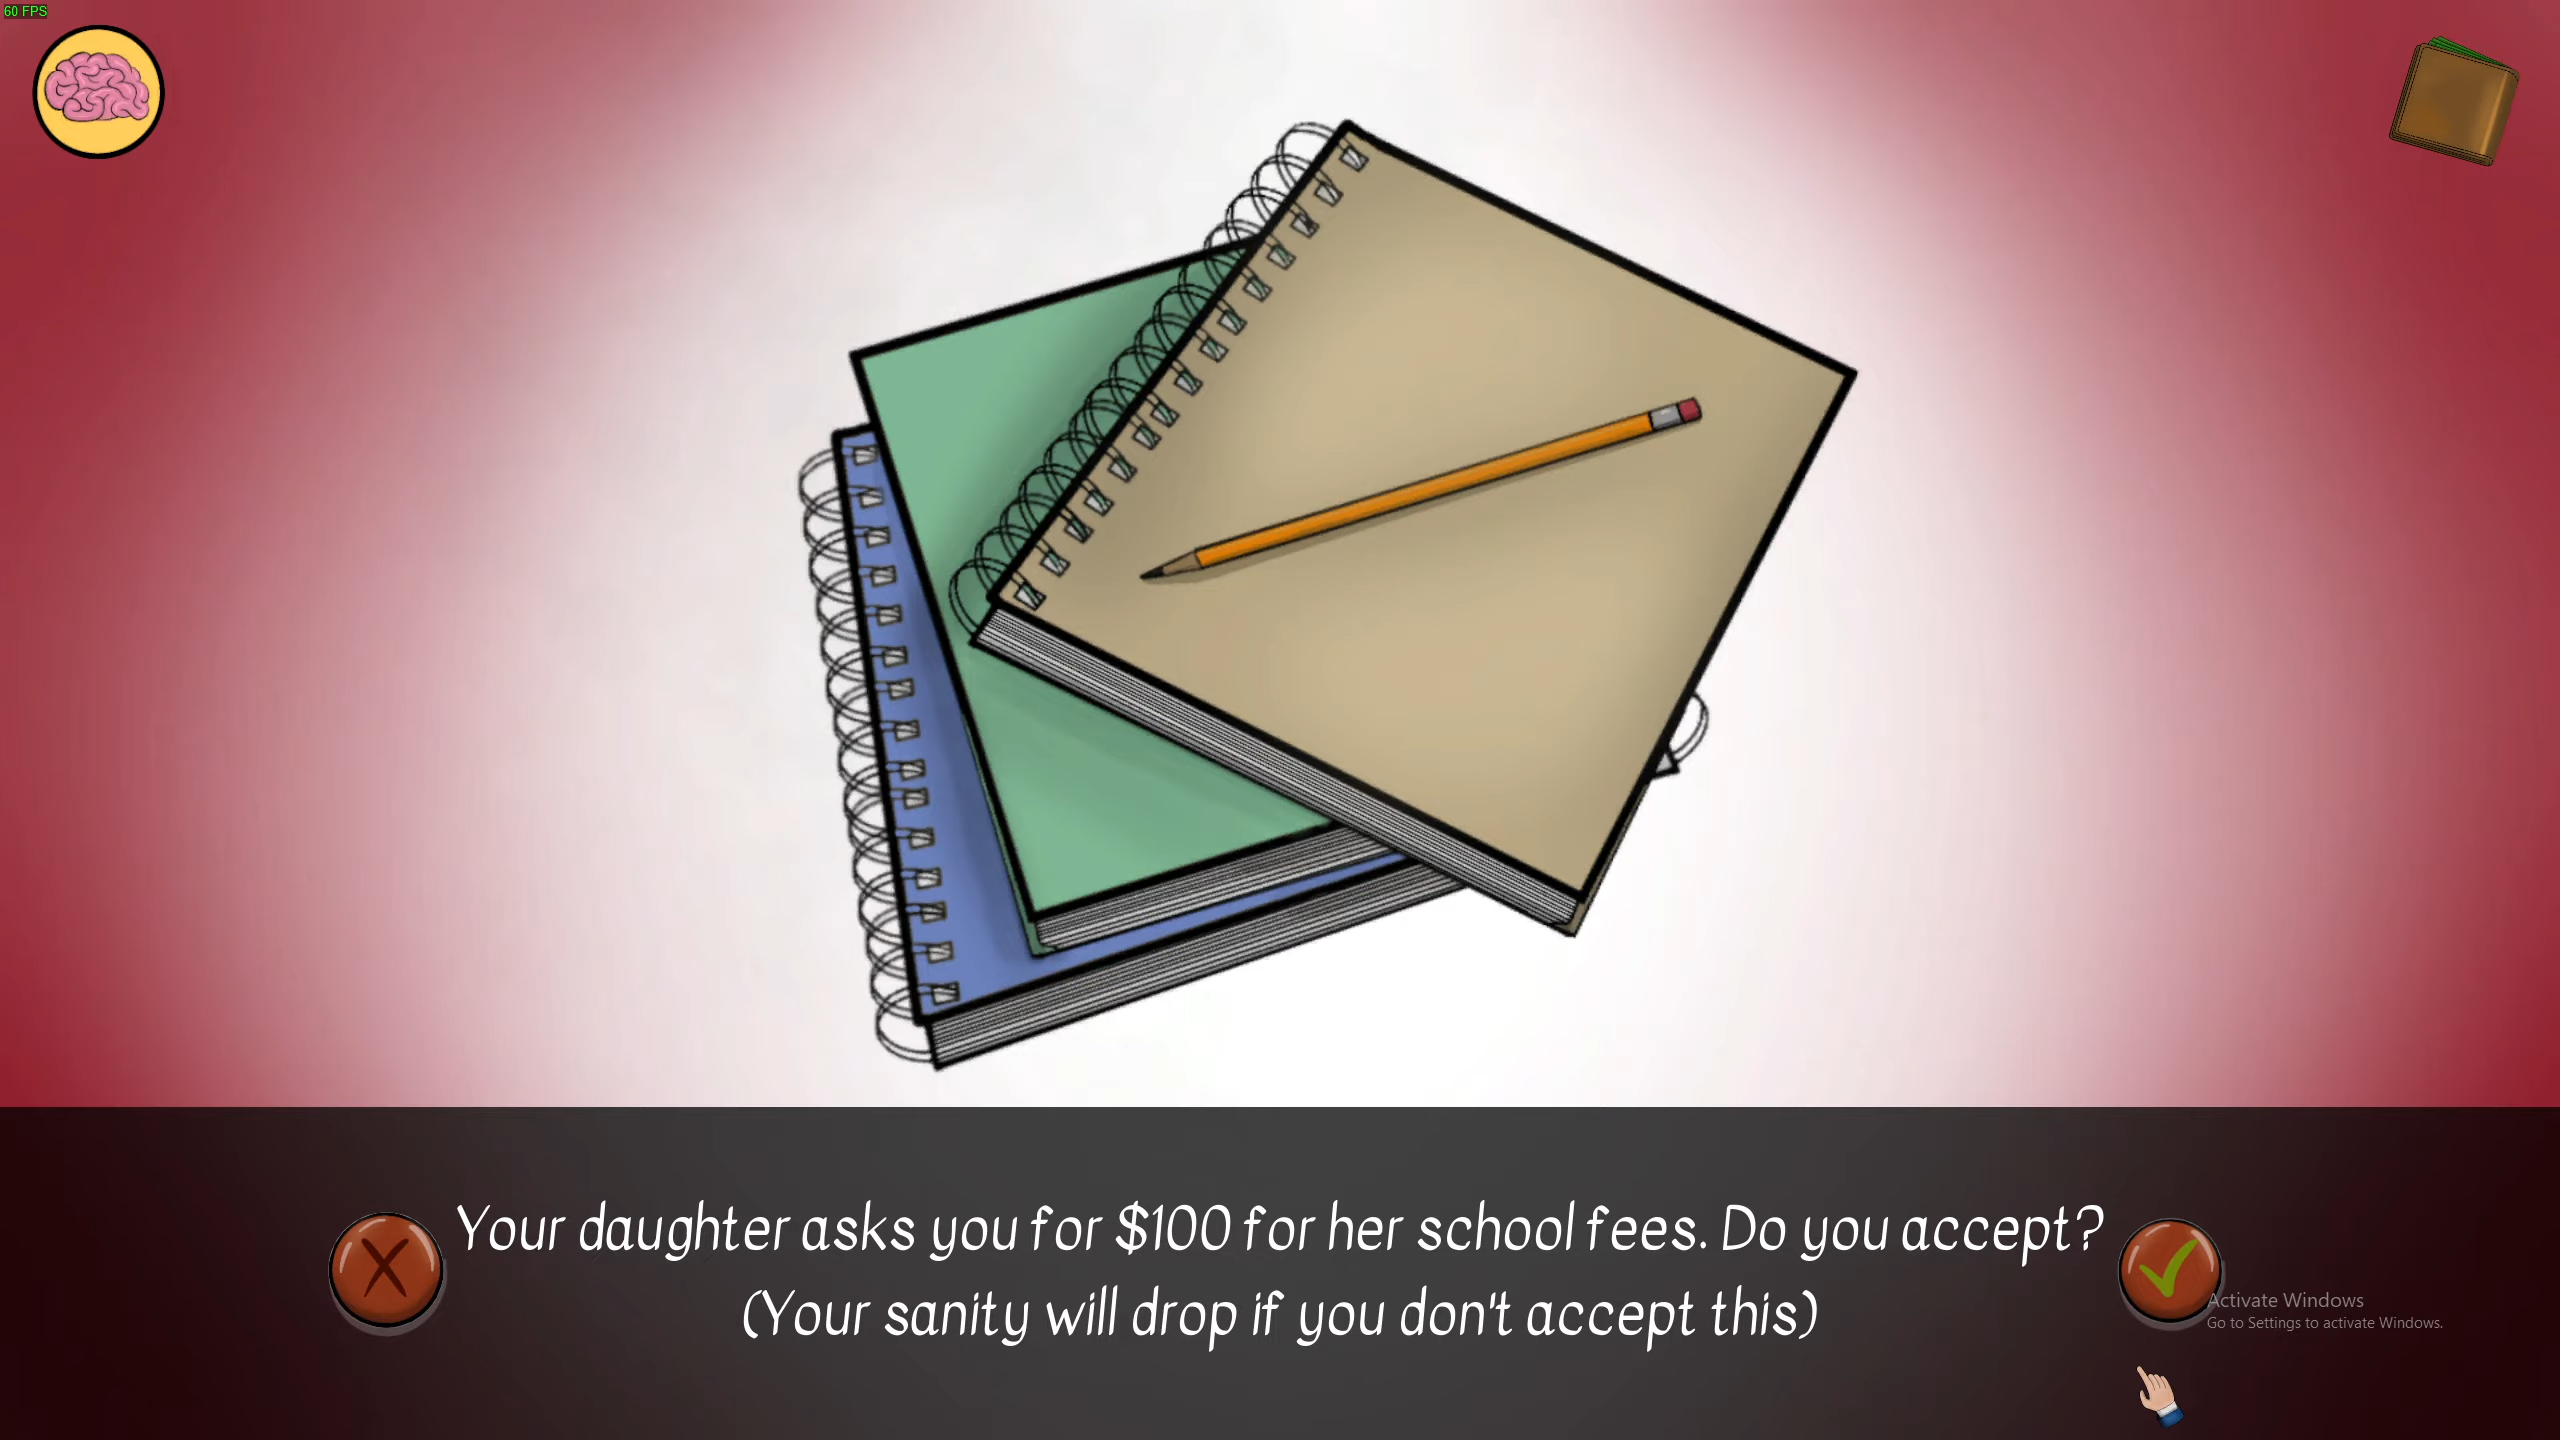 60 FPS
Your daughter asks you for $100 for her school fees. Do you accept?
(Your sanity will drop if you don't accept this)
Activate Windows
Go to Settings to activate Windows.